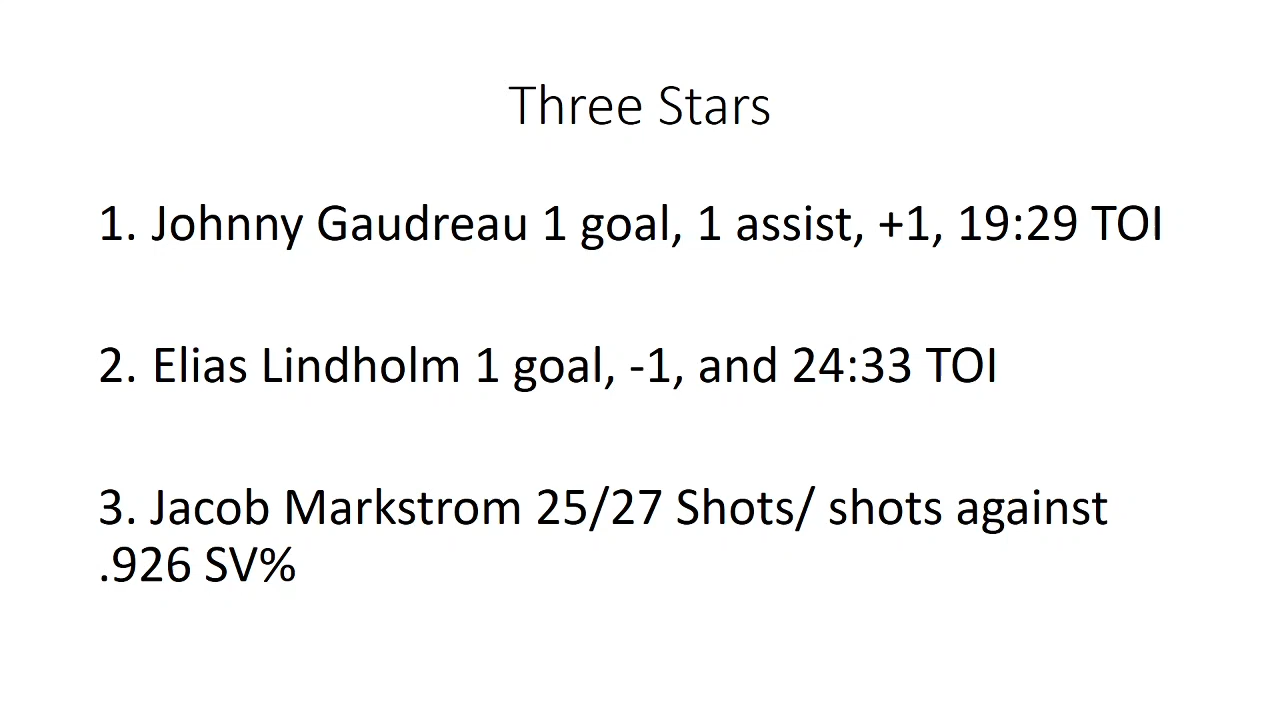 Three Stars
1. Johnny Gaudreau 1 goal, 1 assist, +1, 19:29 TOI
2. Elias Lindholm 1 goal, -1, and 24:33 TOI
3. Jacob Markstrom 25/27 Shots/ shots against
.926 SV%